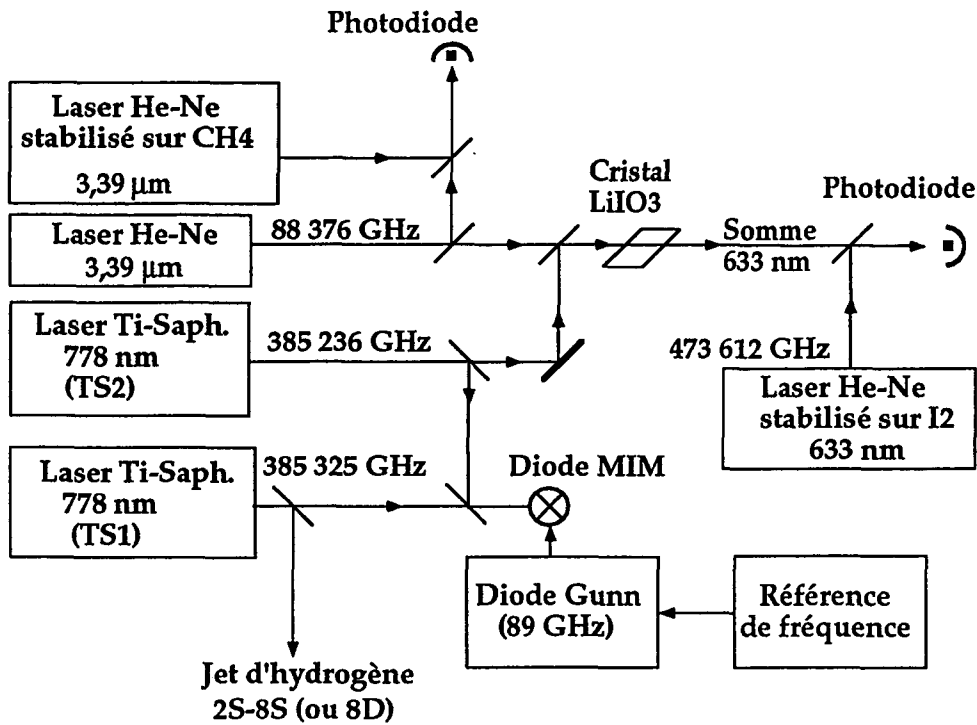 Photodiode
Laser He-Ne
stabilisé sur CH4
3,39 µm
Cristal
LiIO3
Photodiode
Laser He-Ne
3,39 µm
88 376 GHz
Somme
633 nm
Laser Ti-Saph.
778 nm
(TS2)
385 236 GHz
473 612 GHz
Laser He-Ne
stabilisé sur I2
633 nm
Laser Ti-Saph.
778 nm
(TS1)
385 325 GHz
Diode MIM
Diode Gunn
(89 GHz)
Référence
de fréquence
Jet d'hydrogène
2S-8S (ou 8D)